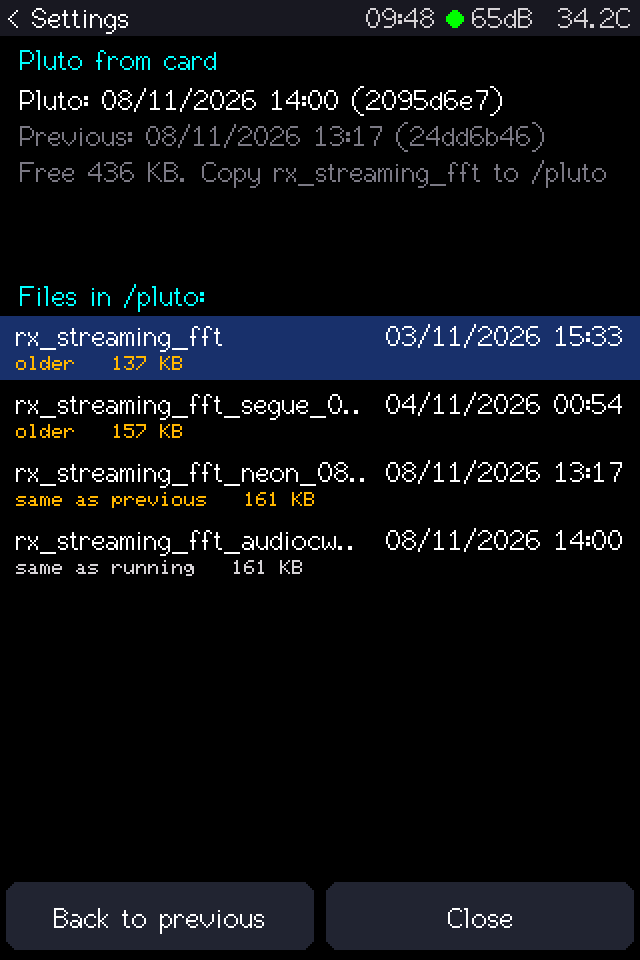 < Settings 09:48 65dB 34.2C
Pluto from card
Pluto: 08/11/2026 14:00 (2095d6e7)
Previous: 08/11/2026 13:17 (24dd6b46)
Free 436 KB. Copy rx_streaming_fft to /pluto
Files in /pluto:
rx_streaming_fft 03/11/2026 15:33
older 137 KB
rx_streaming_fft_segue_0.. 04/11/2026 00:54
older 157 KB
rx_streaming_fft_neon_08.. 08/11/2026 13:17
same as previous 161 KB
rx_streaming_fft_audiocw.. 08/11/2026 14:00
same as running 161 KB
Back to previous Close